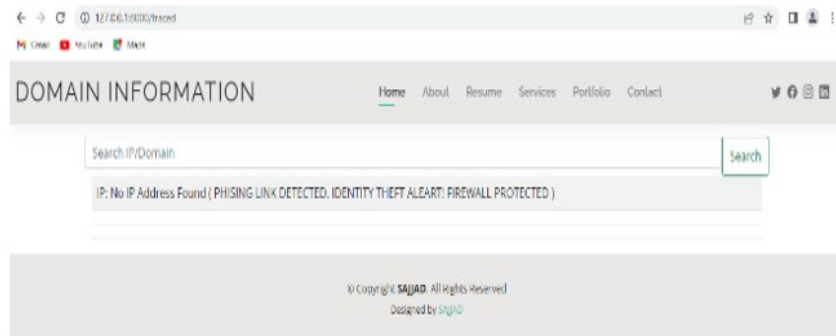 127.0.0.1:5000/traced
Gmail YouTube Maps
DOMAIN INFORMATION Home About Resume Services Portfolio Contact
Search IP/Domain Search
IP: No IP Address Found ( PHISING LINK DETECTED. IDENTITY THEFT ALEART! FIREWALL PROTECTED )
© Copyright SAJJAD. All Rights Reserved
Designed by SAJJAD